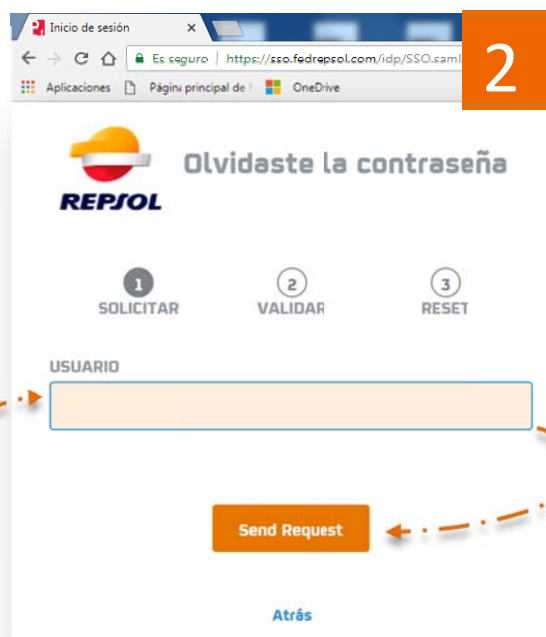 Inicio de sesión
2
Es seguro | https://sso.fedrepsol.com/idp/SSO.saml
Aplicaciones Página principal de OneDrive
Olvidaste la contraseña
REPSOL
1 2 3
SOLICITAR VALIDAR RESET
USUARIO
Send Request
Atrás